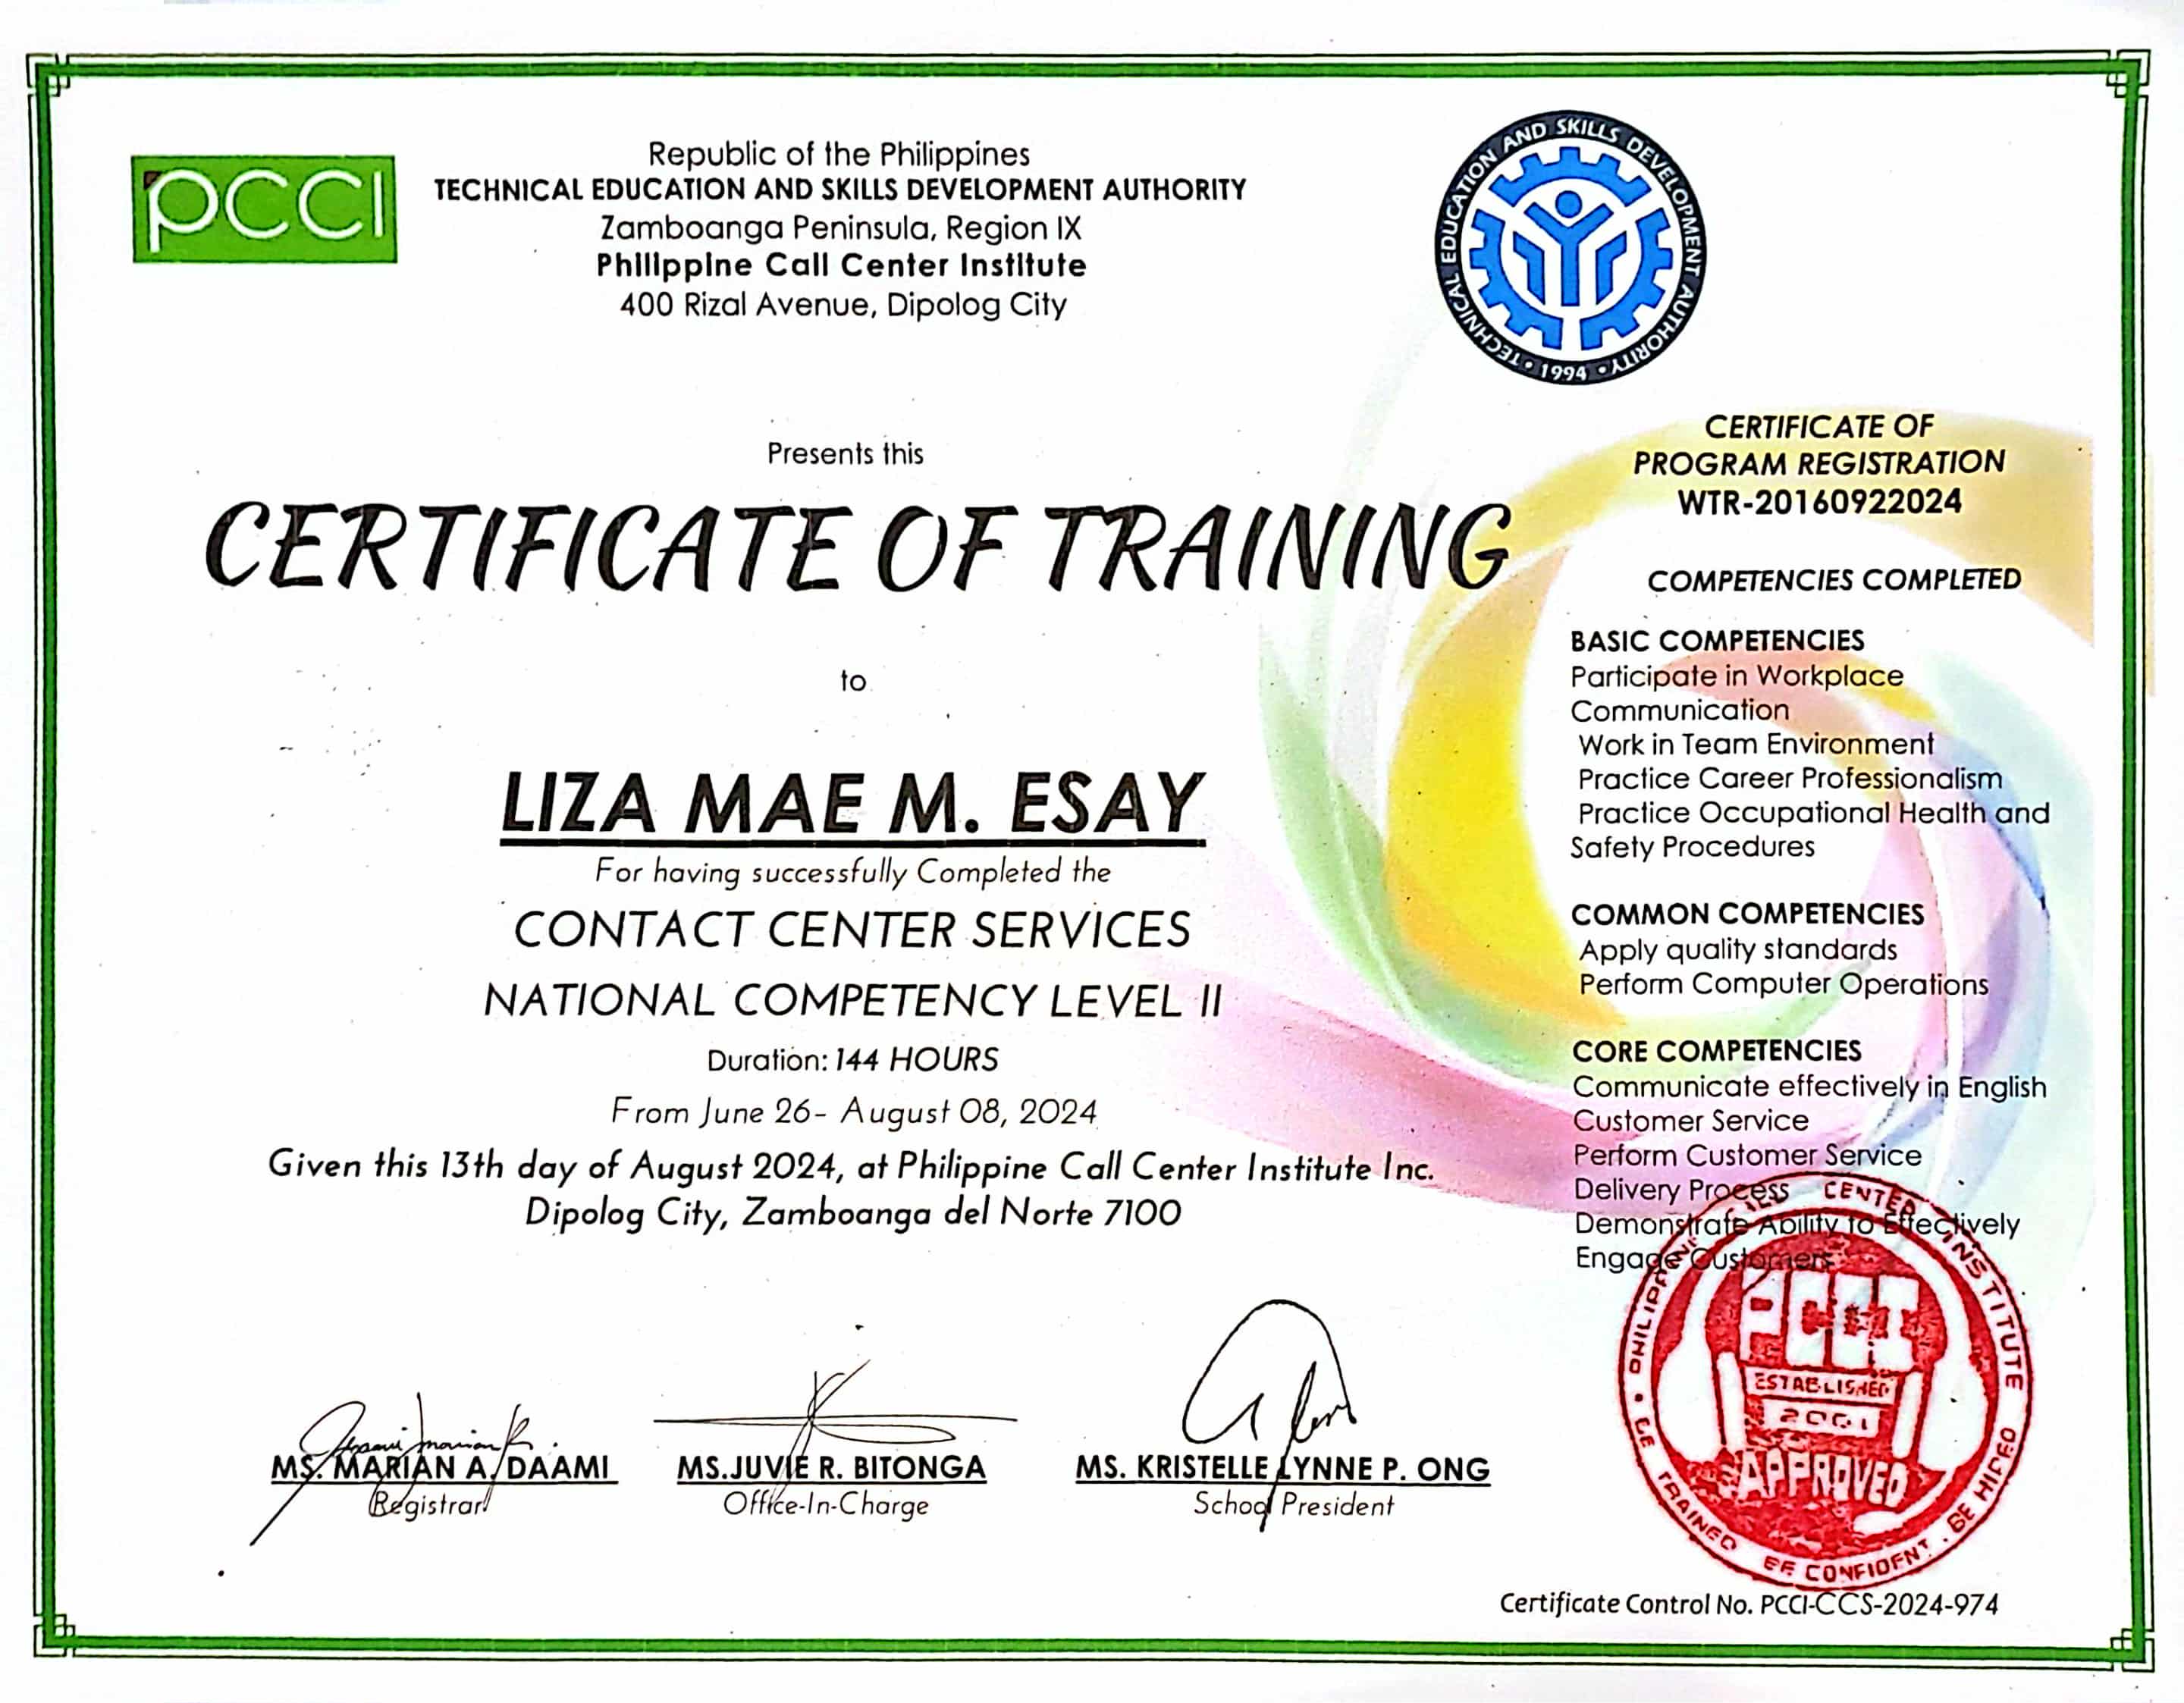 pcci
Republic of the Philippines
TECHNICAL EDUCATION AND SKILLS DEVELOPMENT AUTHORITY
Zamboanga Peninsula, Region IX
Philippine Call Center Institute
400 Rizal Avenue, Dipolog City
TECHNICAL EDUCATION AND SKILLS DEVELOPMENT AUTHORITY • 1994 •
Presents this
CERTIFICATE OF TRAINING
to
LIZA MAE M. ESAY
For having successfully Completed the
CONTACT CENTER SERVICES
NATIONAL COMPETENCY LEVEL II
Duration: 144 HOURS
From June 26- August 08, 2024
Given this 13th day of August 2024, at Philippine Call Center Institute Inc.
Dipolog City, Zamboanga del Norte 7100
CERTIFICATE OF
PROGRAM REGISTRATION
WTR-20160922024
COMPETENCIES COMPLETED
BASIC COMPETENCIES
Participate in Workplace
Communication
Work in Team Environment
Practice Career Professionalism
Practice Occupational Health and
Safety Procedures
COMMON COMPETENCIES
Apply quality standards
Perform Computer Operations
CORE COMPETENCIES
Communicate effectively in English
Customer Service
Perform Customer Service
Delivery Process
Demonstrate Ability to Effectively
Engage Customers
MS. MARIAN A. DAAMI
Registrar
MS.JUVIE R. BITONGA
Office-In-Charge
MS. KRISTELLE LYNNE P. ONG
School President
PHILIPPINE CALL CENTER INSTITUTE
PCCI
ESTABLISHED
2001
APPROVED
BE TRAINED BE CONFIDENT . BE HIRED
Certificate Control No. PCCI-CCS-2024-974